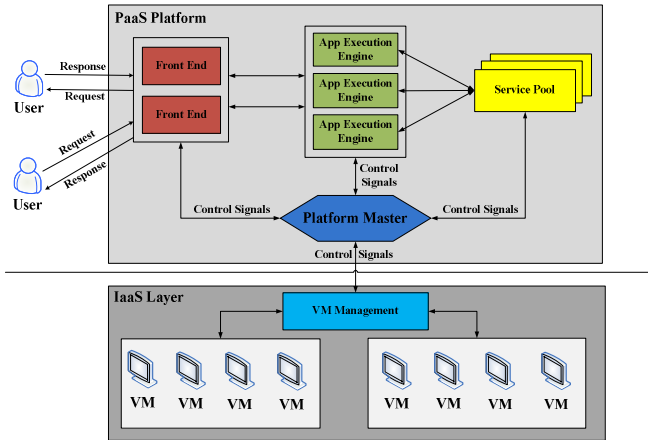 PaaS Platform
Response
User
Request
Front End
Front End
App Execution
Engine
App Execution
Engine
App Execution
Engine
Service Pool
Request
Response
User
Control
Signals
Control Signals
Platform Master
Control Signals
Control Signals
IaaS Layer
VM Management
VM
VM
VM
VM
VM
VM
VM
VM